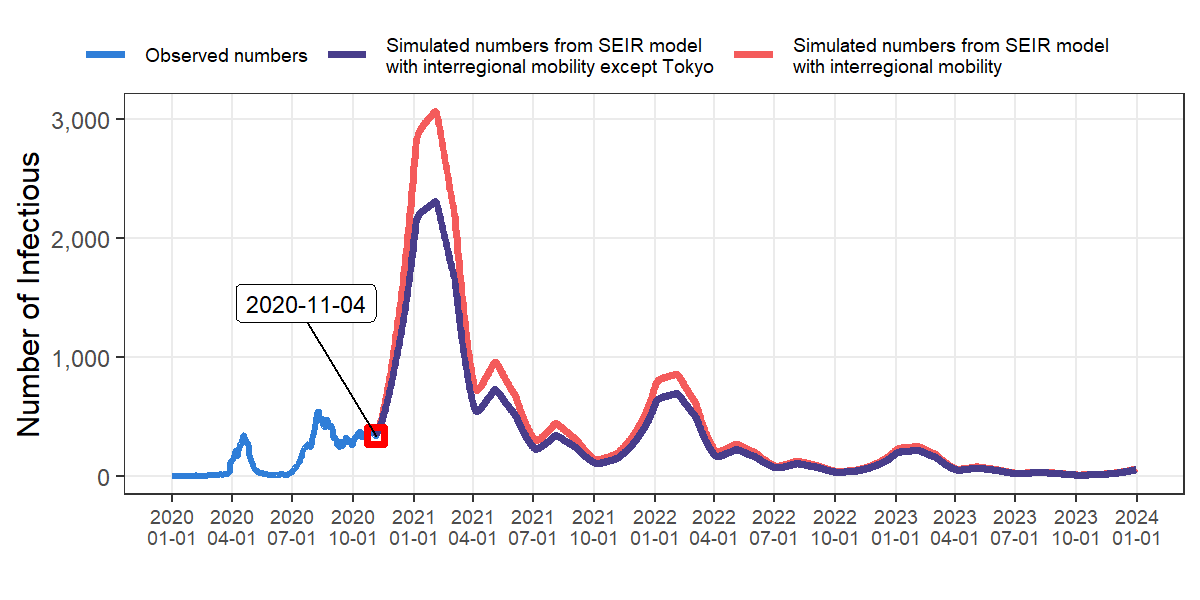 Observed numbers
Simulated numbers from SEIR model
with interregional mobility except Tokyo
Simulated numbers from SEIR model
with interregional mobility
Number of Infectious
3,000
2,000
1,000
0
2020-11-04
2020 2020 2020 2020 2021 2021 2021 2021 2022 2022 2022 2022 2023 2023 2023 2023 2024
01-01 04-01 07-01 10-01 01-01 04-01 07-01 10-01 01-01 04-01 07-01 10-01 01-01 04-01 07-01 10-01 01-01